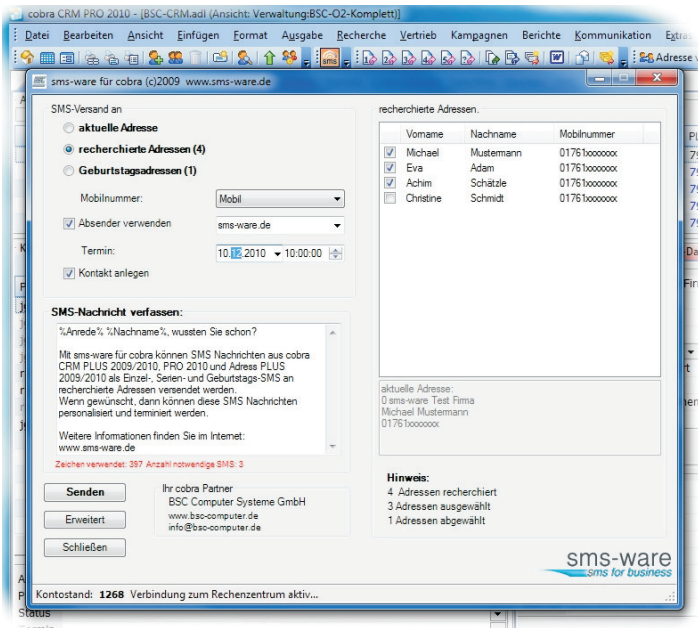 cobra CRM PRO 2010 - [BSC-CRM.adl (Ansicht: Verwaltung:BSC-O2-Komplett)]
Datei Bearbeiten Ansicht Einfügen Format Ausgabe Recherche Vertrieb Kampagnen Berichte Kommunikation Extras
sms
Adresse
sms-ware für cobra (c)2009 www.sms-ware.de
SMS-Versand an
aktuelle Adresse
recherchierte Adressen (4)
Geburtstagsadressen (1)
Mobilnummer: Mobil
Absender verwenden sms-ware.de
Termin: 10.12.2010 10:00:00
Kontakt anlegen
SMS-Nachricht verfassen:
%Anrede% %Nachname%, wussten Sie schon?
Mit sms-ware für cobra können SMS Nachrichten aus cobra
CRM PLUS 2009/2010, PRO 2010 und Adress PLUS
2009/2010 als Einzel-, Serien- und Geburtstags-SMS an
recherchierte Adressen versendet werden.
Wenn gewünscht, dann können diese SMS Nachrichten
personalisiert und terminiert werden.
Weitere Informationen finden Sie im Internet:
www.sms-ware.de
Zeichen verwendet: 397 Anzahl notwendige SMS: 3
Senden
Erweitert
Schließen
Ihr cobra Partner
BSC Computer Systeme GmbH
www.bsc-computer.de
info@bsc-computer.de
recherchierte Adressen.
Vorname Nachname Mobilnummer
Michael Mustermann 01761xxxxxxx
Eva Adam 01761xxxxxxx
Achim Schätzle 01761xxxxxxx
Christine Schmidt 01761xxxxxxx
aktuelle Adresse:
0 sms-ware Test Firma
Michael Mustermann
01761xxxxxxx
Hinweis:
4 Adressen recherchiert
3 Adressen ausgewählt
1 Adressen abgewählt
sms-ware
sms for business
Kontostand: 1268 Verbindung zum Rechenzentrum aktiv...
Status